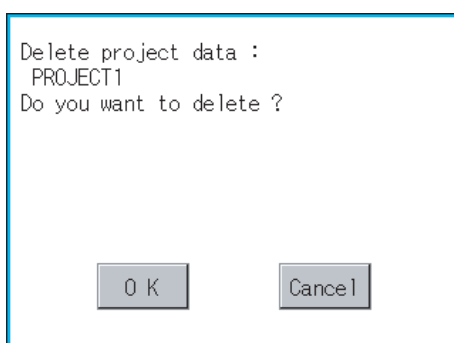 Delete project data :
PROJECT1
Do you want to delete ?
O K
Cancel